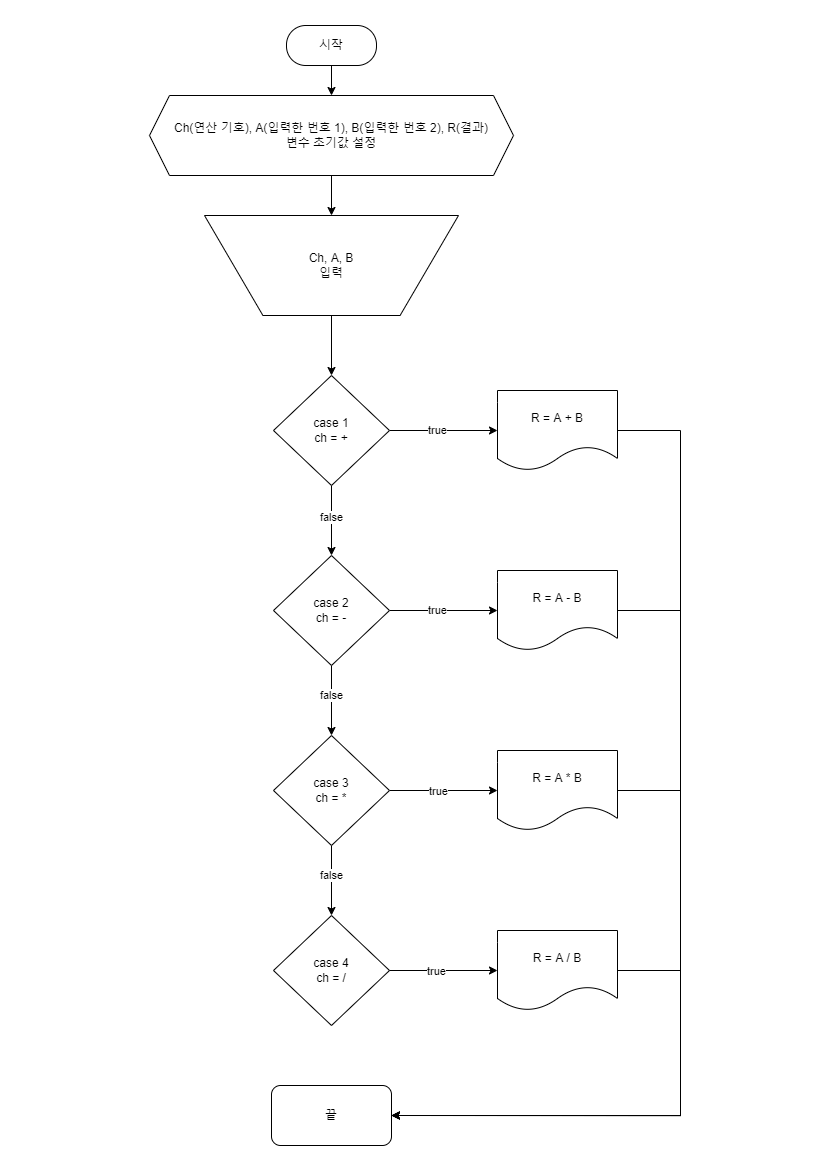 시작
Ch(연산 기호), A(입력한 번호 1), B(입력한 번호 2), R(결과)
변수 초기값 설정
Ch, A, B
입력
case 1
ch = +
true
R = A + B
false
case 2
ch = -
true
R = A - B
false
case 3
ch = *
true
R = A * B
false
case 4
ch = /
true
R = A / B
끝